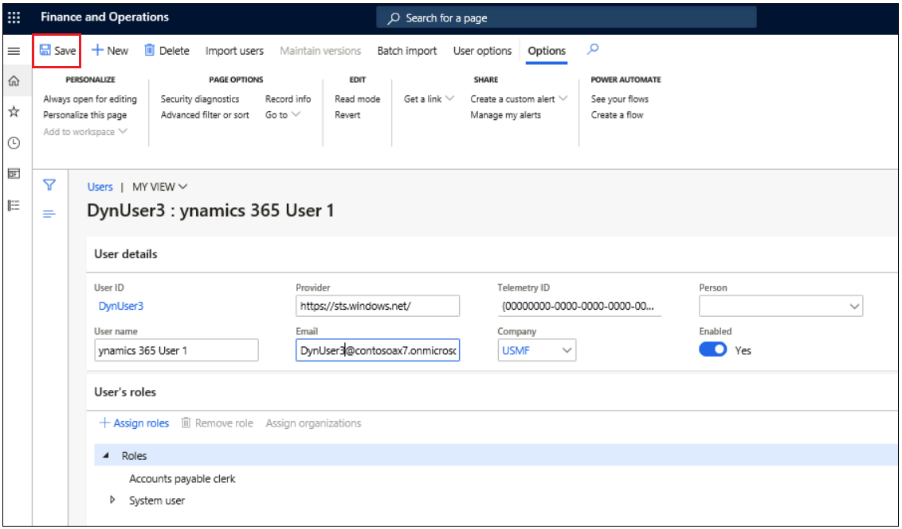 Finance and Operations
Search for a page
Save New Delete Import users Maintain versions Batch import User options Options
PERSONALIZE PAGE OPTIONS EDIT SHARE POWER AUTOMATE
Always open for editing Security diagnostics Record info Read mode Get a link Create a custom alert See your flows
Personalize this page Advanced filter or sort Go to Revert Manage my alerts Create a flow
Add to workspace
Users | MY VIEW
DynUser3 : ynamics 365 User 1
User details
User ID Provider Telemetry ID Person
DynUser3 https://sts.windows.net/ {00000000-0000-0000-0000-00...
User name Email Company Enabled
ynamics 365 User 1 DynUser3@contosoax7.onmicrosc USMF Yes
User's roles
Assign roles Remove role Assign organizations
Roles
Accounts payable clerk
System user